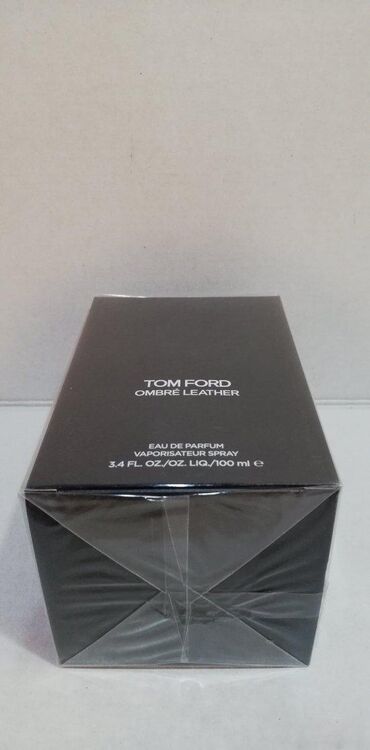 TOM FORD
OMBRÉ LEATHER
EAU DE PARFUM
VAPORISATEUR SPRAY
3.4 FL. OZ./OZ. LIQ./100 ml ℮